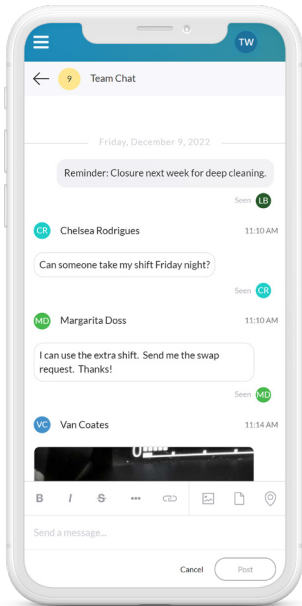 TW
9 Team Chat
Friday, December 9, 2022
Reminder: Closure next week for deep cleaning.
Seen LB
CR Chelsea Rodrigues 11:10 AM
Can someone take my shift Friday night?
Seen CR
MD Margarita Doss 11:10 AM
I can use the extra shift. Send me the swap
request. Thanks!
Seen MD
VC Van Coates 11:14 AM
B I S
Send a message...
Cancel Post